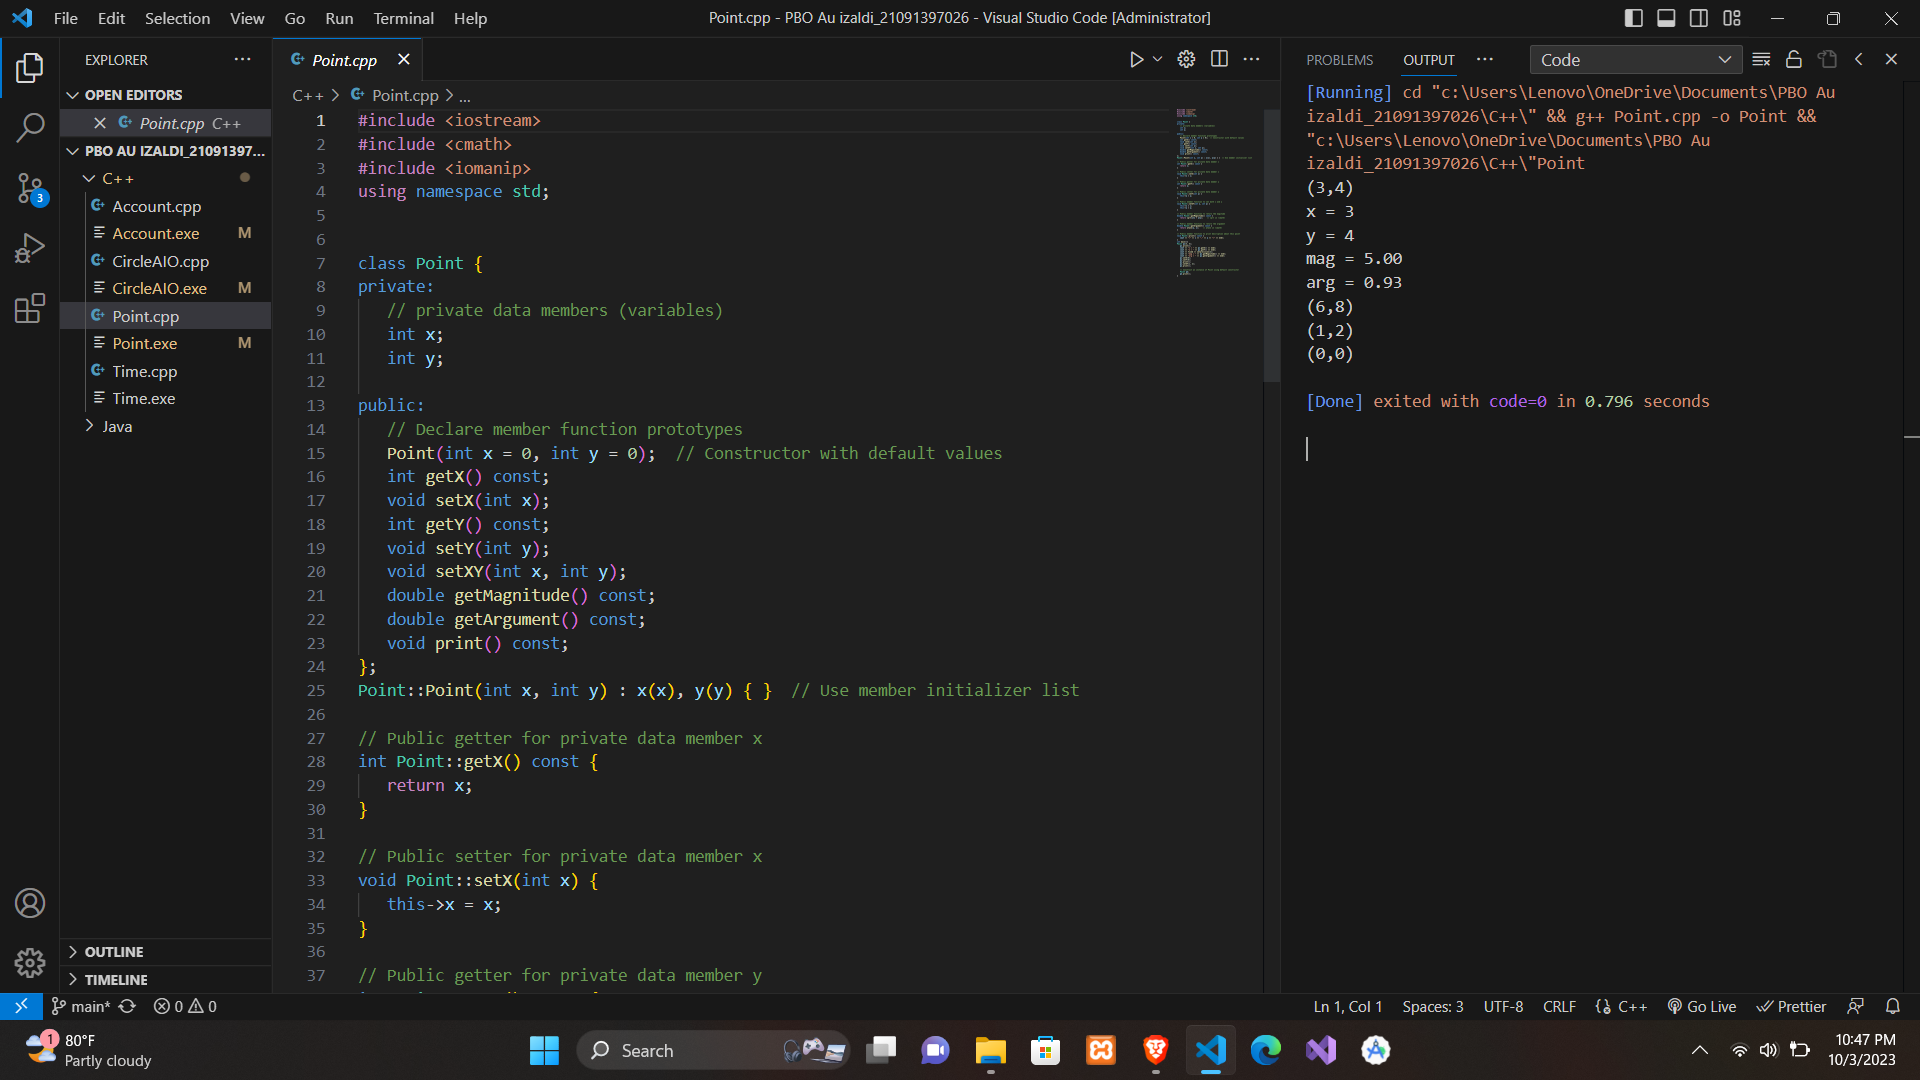 File Edit Selection View Go Run Terminal Help
Point.cpp - PBO Au izaldi_21091397026 - Visual Studio Code [Administrator]
EXPLORER
OPEN EDITORS
Point.cpp C++
PBO AU IZALDI_21091397...
C++
Account.cpp
Account.exe M
CircleAIO.cpp
CircleAIO.exe M
Point.cpp
Point.exe M
Time.cpp
Time.exe
Java
OUTLINE
TIMELINE
3
Point.cpp
C++ > Point.cpp > ...
1 #include <iostream>
2 #include <cmath>
3 #include <iomanip>
4 using namespace std;
5
6
7 class Point {
8 private:
9 // private data members (variables)
10 int x;
11 int y;
12
13 public:
14 // Declare member function prototypes
15 Point(int x = 0, int y = 0); // Constructor with default values
16 int getX() const;
17 void setX(int x);
18 int getY() const;
19 void setY(int y);
20 void setXY(int x, int y);
21 double getMagnitude() const;
22 double getArgument() const;
23 void print() const;
24 };
25 Point::Point(int x, int y) : x(x), y(y) { } // Use member initializer list
26
27 // Public getter for private data member x
28 int Point::getX() const {
29 return x;
30 }
31
32 // Public setter for private data member x
33 void Point::setX(int x) {
34 this->x = x;
35 }
36
37 // Public getter for private data member y
PROBLEMS OUTPUT ... Code
[Running] cd "c:\Users\Lenovo\OneDrive\Documents\PBO Au
izaldi_21091397026\C++\" && g++ Point.cpp -o Point &&
"c:\Users\Lenovo\OneDrive\Documents\PBO Au
izaldi_21091397026\C++\"Point
(3,4)
x = 3
y = 4
mag = 5.00
arg = 0.93
(6,8)
(1,2)
(0,0)
[Done] exited with code=0 in 0.796 seconds
main* 0 0
Ln 1, Col 1 Spaces: 3 UTF-8 CRLF C++ Go Live Prettier
1
80°F
Partly cloudy
Search
10:47 PM
10/3/2023